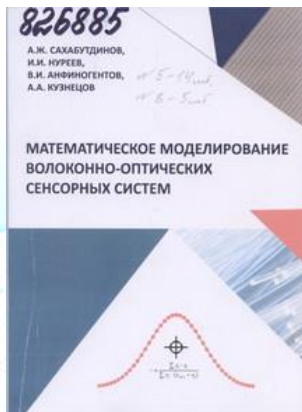 826885
А.Ж. САХАБУТДИНОВ,
И.И. НУРЕЕВ,
В.И. АНФИНОГЕНТОВ,
А.А. КУЗНЕЦОВ
МАТЕМАТИЧЕСКОЕ МОДЕЛИРОВАНИЕ
ВОЛОКОННО-ОПТИЧЕСКИХ
СЕНСОРНЫХ СИСТЕМ